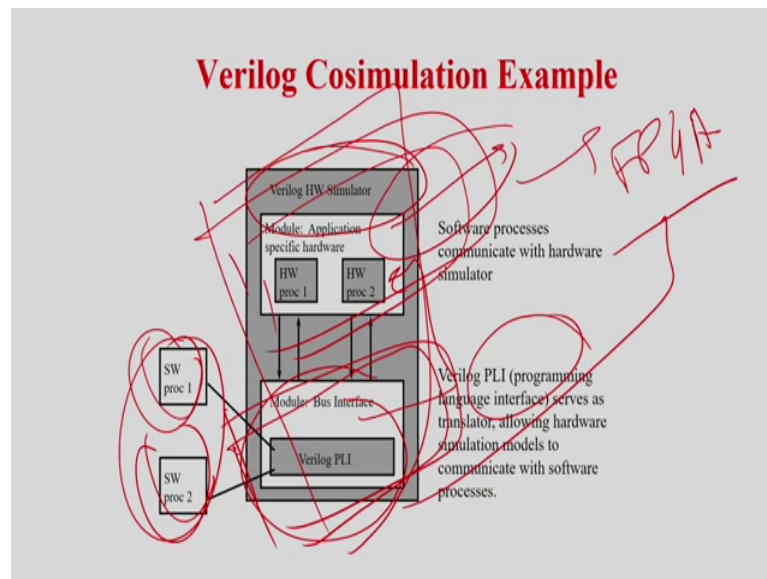 Verilog Cosimulation Example
FPGA
Verilog HW Simulator
Module: Application
specific hardware
HW
proc 1
HW
proc 2
Software processes
communicate with hardware
simulator
SW
proc 1
SW
proc 2
Module: Bus Interface
Verilog PLI
Verilog PLI (programming
language interface) serves as
translator, allowing hardware
simulation models to
communicate with software
processes.